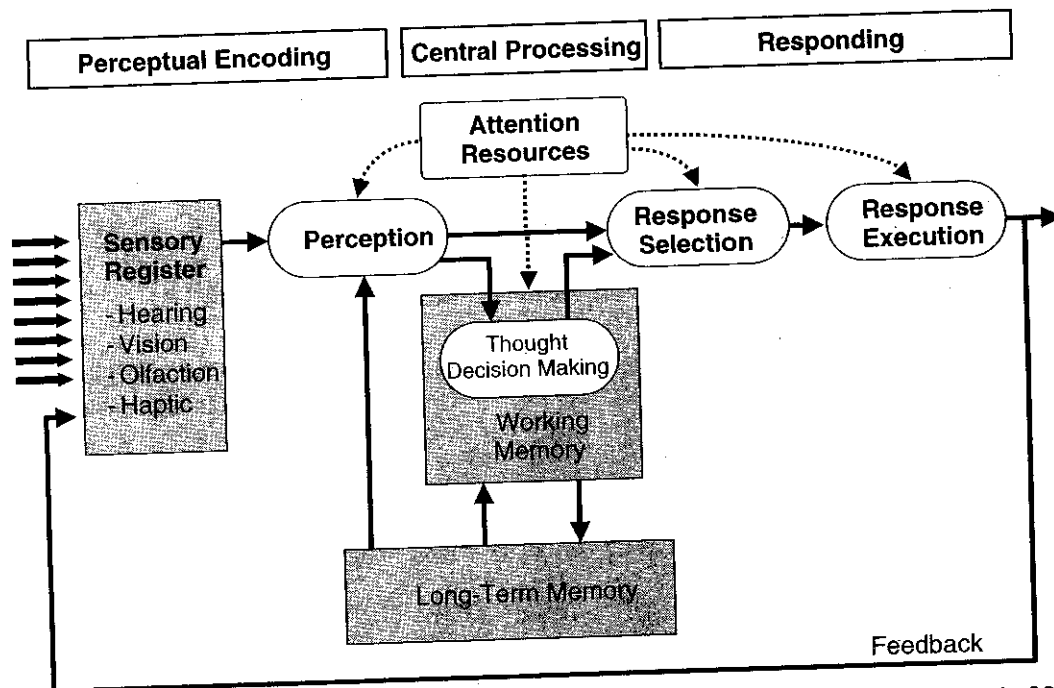 Perceptual Encoding
Central Processing
Responding
Attention
Resources
Sensory
Register
- Hearing
- Vision
- Olfaction
- Haptic
Perception
Response
Selection
Response
Execution
Thought
Decision Making
Working
Memory
Long-Term Memory
Feedback